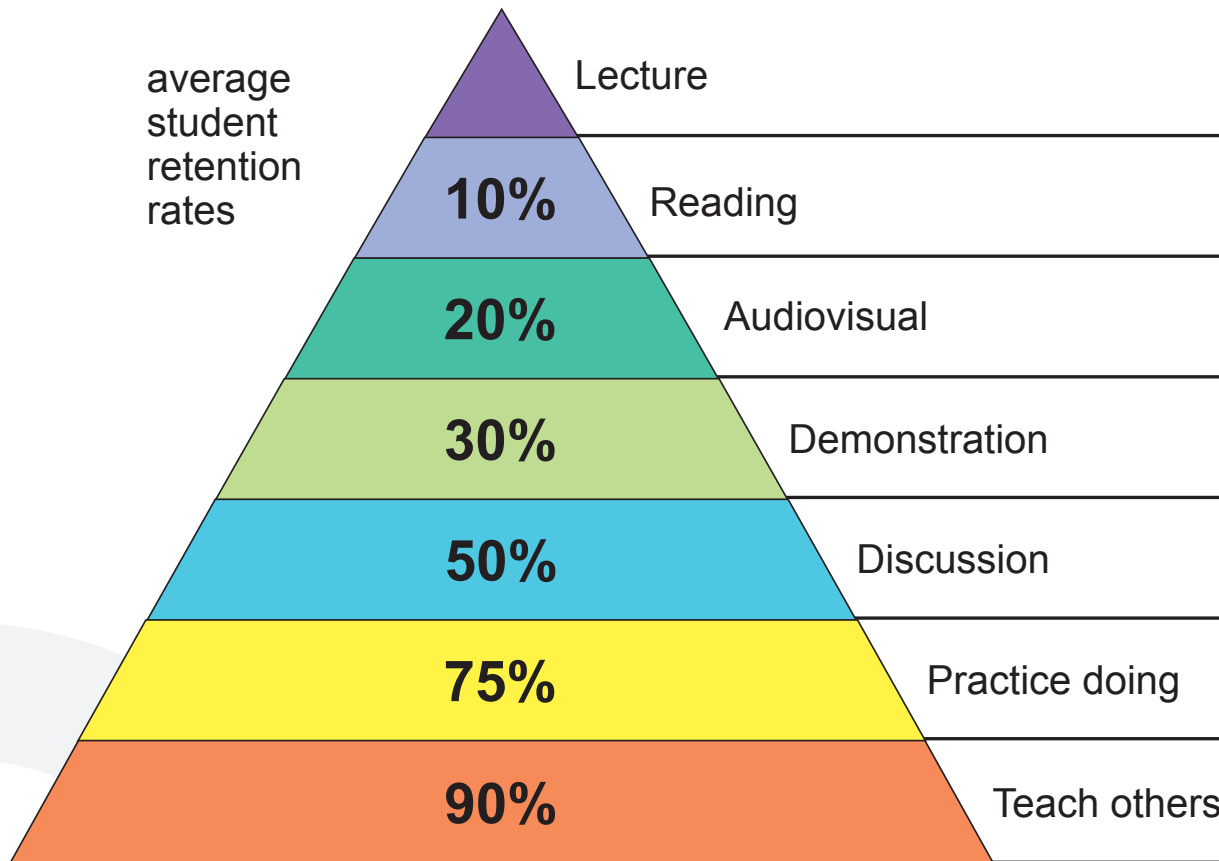 average
student
retention
rates
Lecture
10% Reading
20% Audiovisual
30% Demonstration
50% Discussion
75% Practice doing
90% Teach others